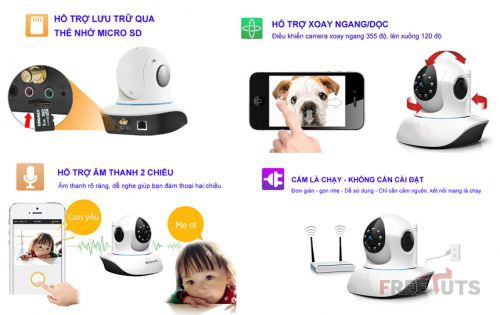 HỖ TRỢ LƯU TRỮ QUA
THẺ NHỚ MICRO SD
HỖ TRỢ XOAY NGANG/DỌC
Điều khiển camera xoay ngang 355 độ, lên xuống 120 độ
HỖ TRỢ ÂM THANH 2 CHIỀU
Âm thanh rõ ràng, dễ nghe giúp bạn đàm thoại hai chiều
Con yêu
Mẹ ơi
CẮM LÀ CHẠY - KHÔNG CẦN CÀI ĐẶT
Đơn giản - gọn nhẹ - Dễ sử dụng - Chỉ cần cắm nguồn, kết nối mạng là chạy
FREETUTS